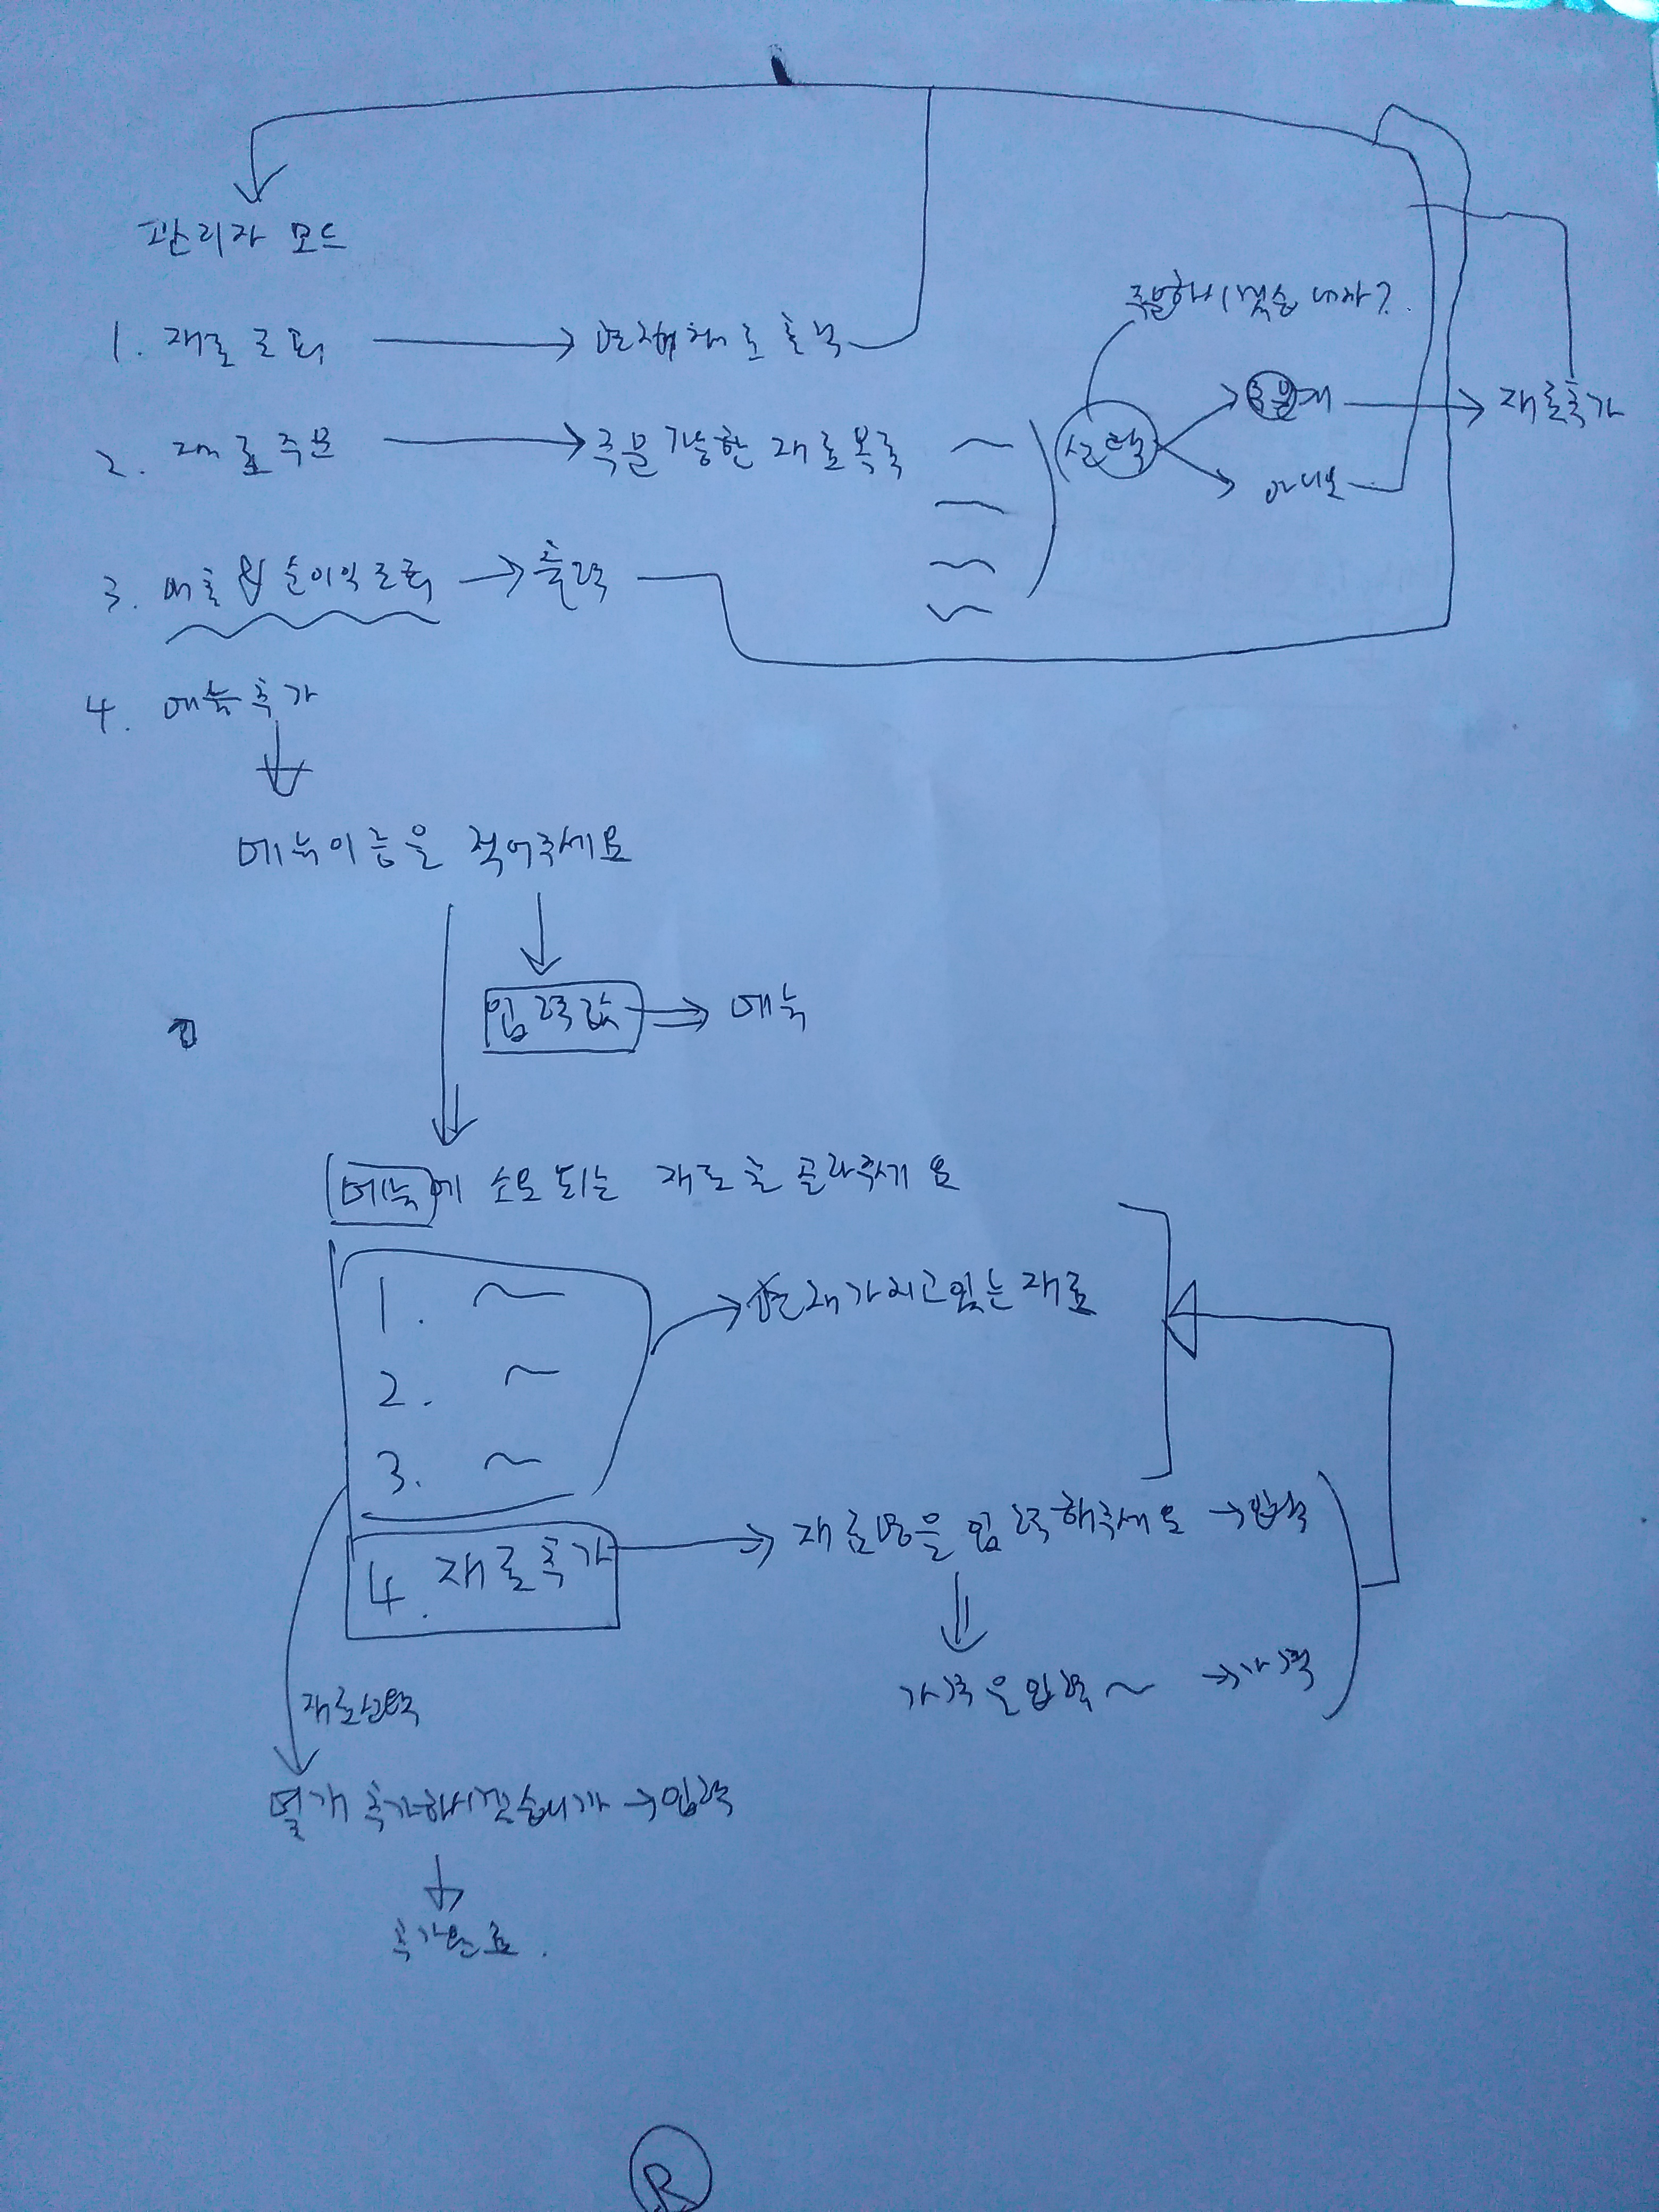 관리자 모드
주문하시겠습니까?
1. 재료조회 → 현재재료출력
주문 → 재료추가
2. 재료주문 → 주문가능한 재료목록 선택
아니오
3. 매출 & 순이익조회 → 출력
4. 메뉴추가
메뉴이름을 적어주세요
입력값 ⇒ 메뉴
메뉴에 소모되는 재료를 골라주세요
1. ~ → 현재 가지고있는 재료
2. ~
3. ~
4. 재료추가 → 재료명을 입력해주세요 → 입력
가격을입력~ → 가격
재료선택
몇개 추가하시겠습니까 → 입력
추가완료.
R